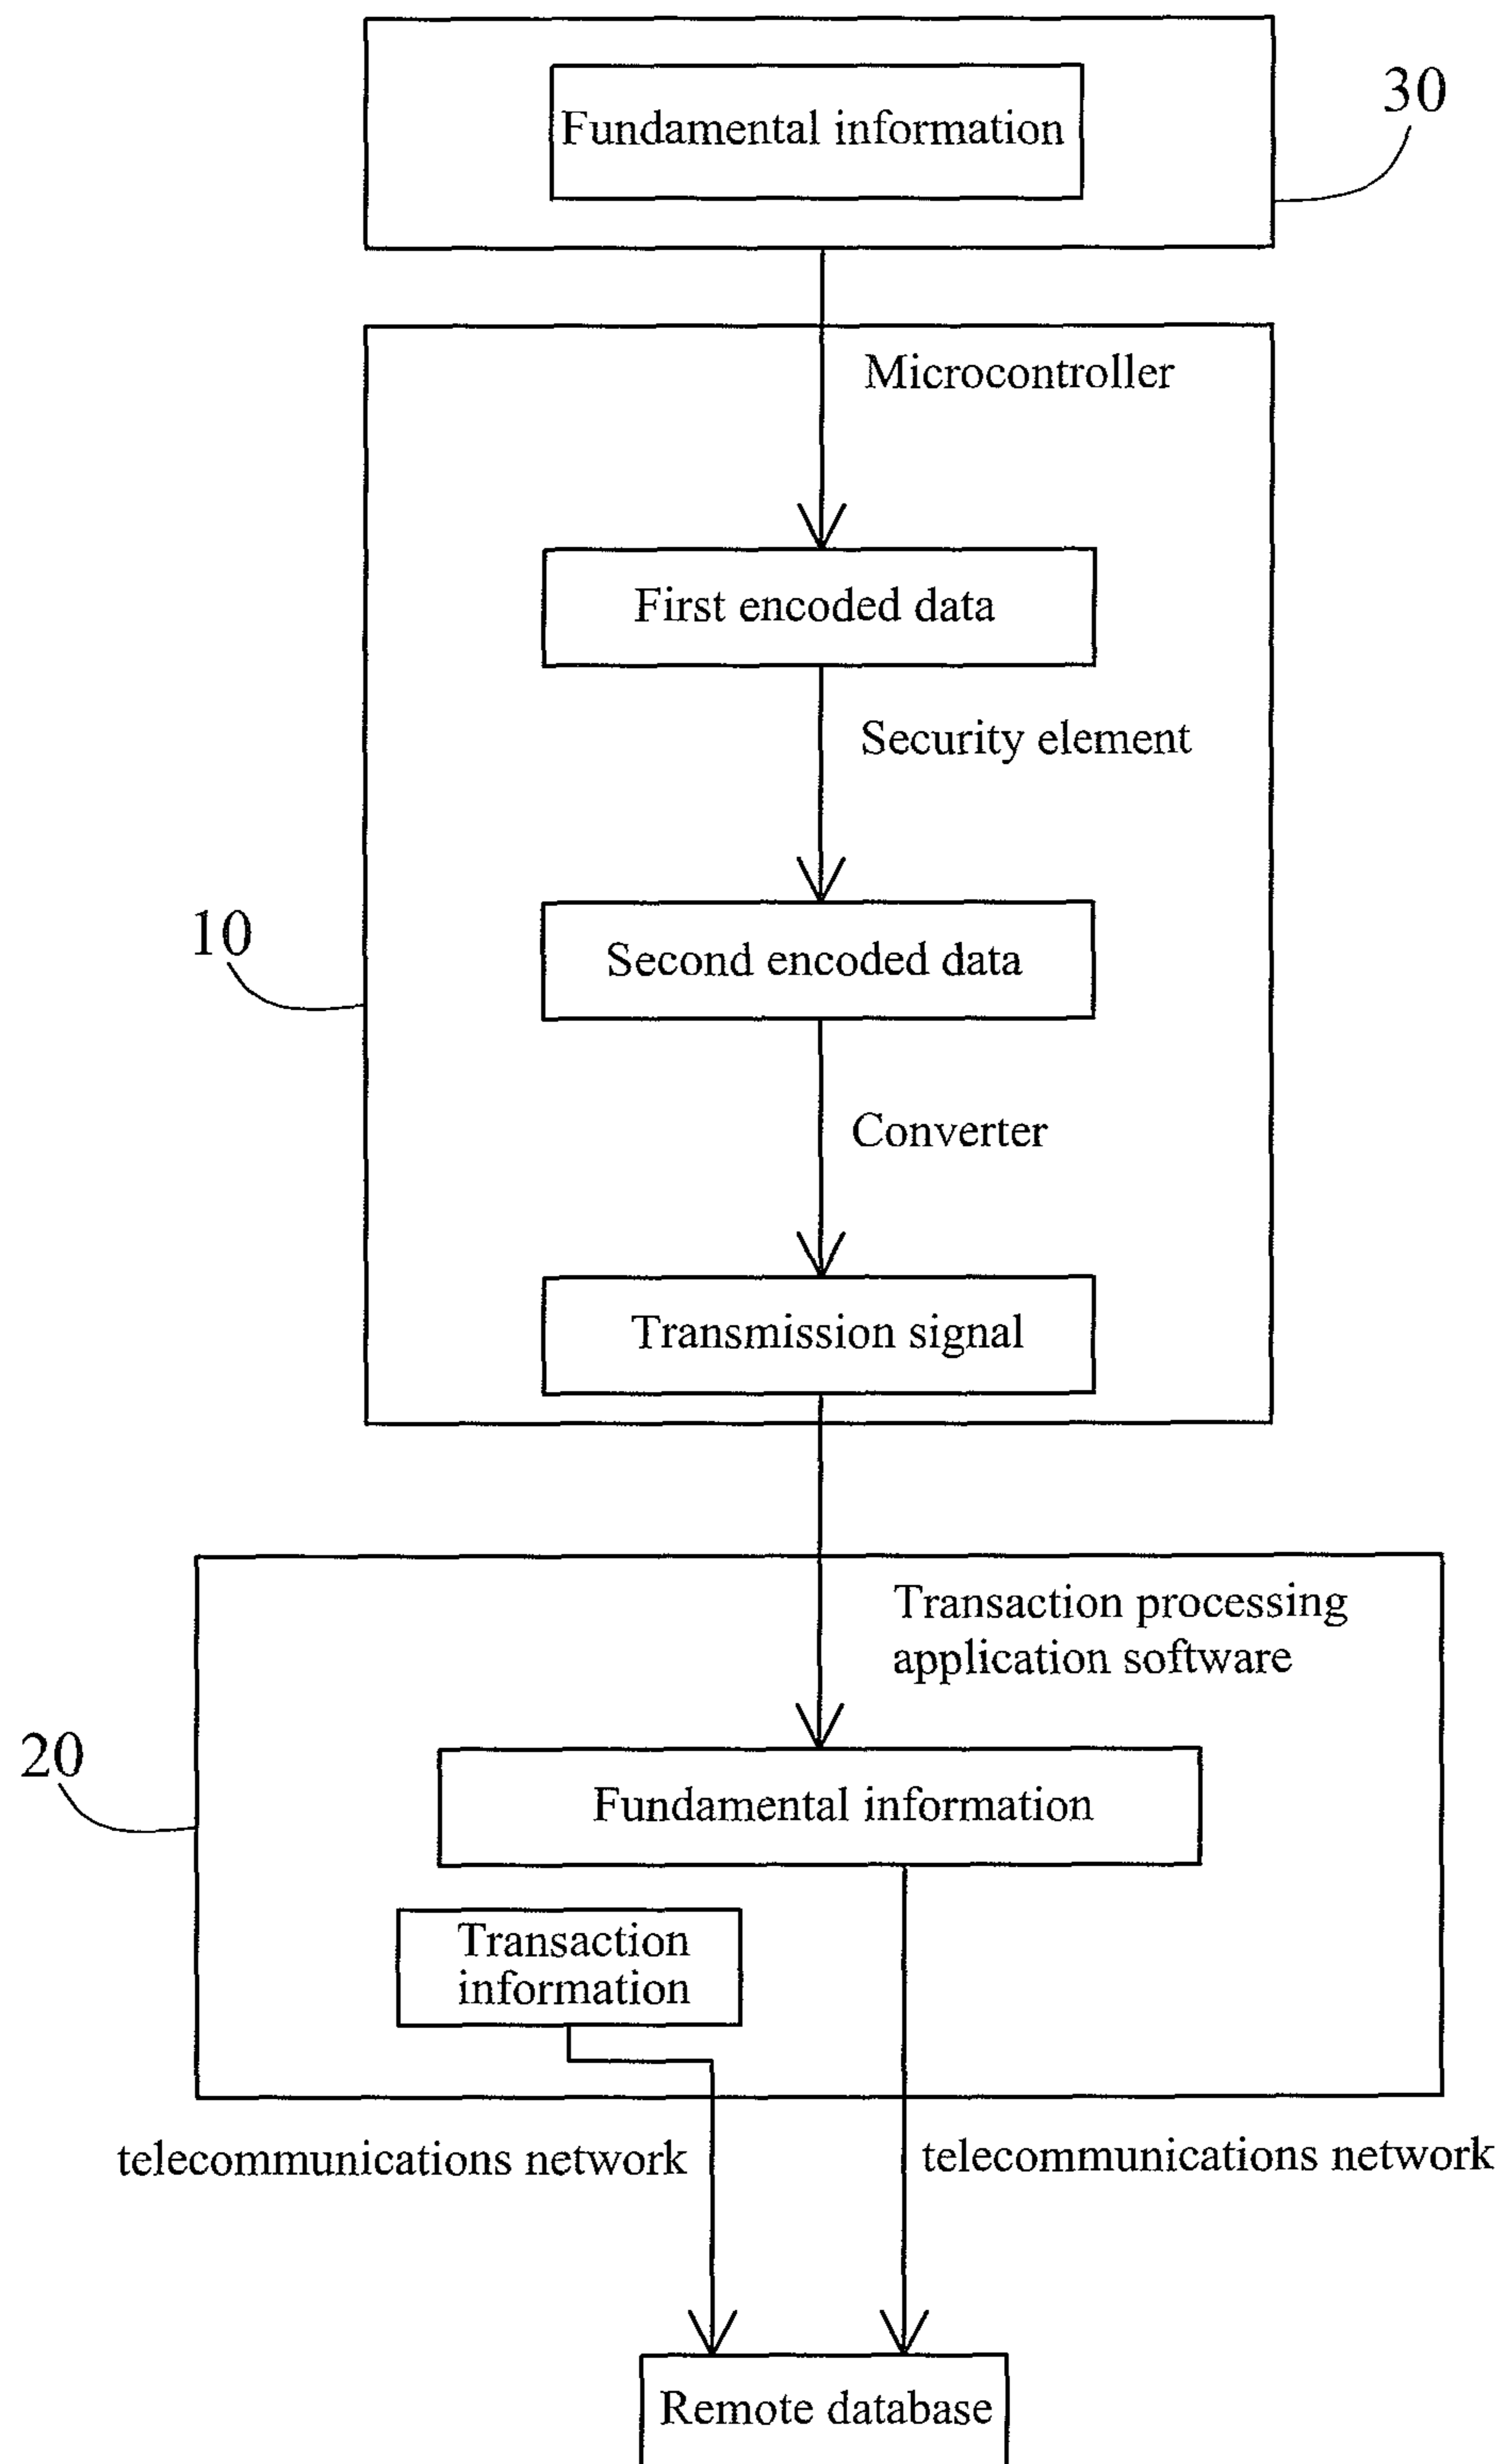 Fundamental information
30
Microcontroller
First encoded data
Security element
10
Second encoded data
Converter
Transmission signal
Transaction processing
application software
20
Fundamental information
Transaction
information
telecommunications network
telecommunications network
Remote database